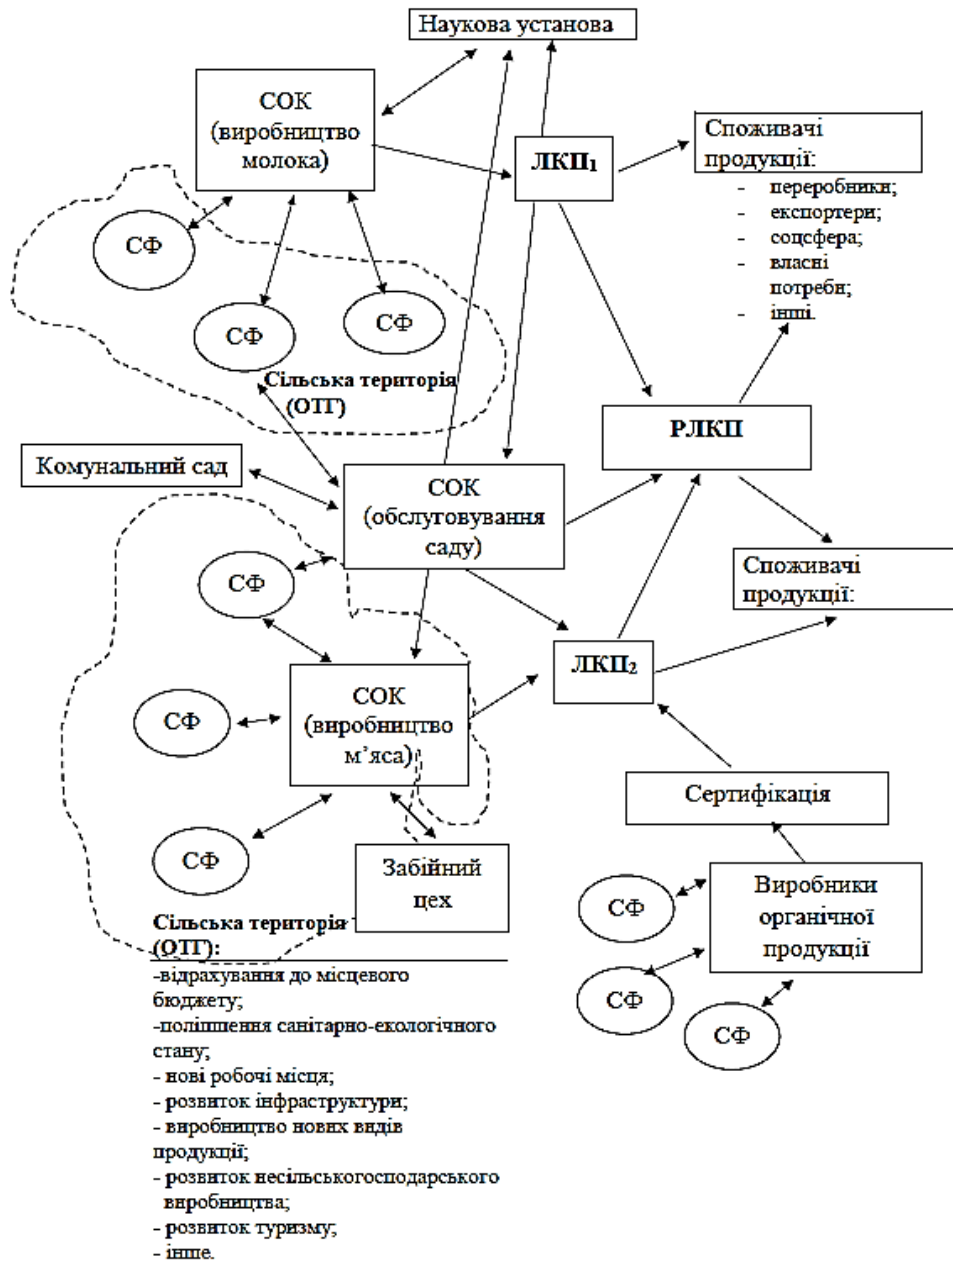 Наукова установа
СОК
(виробництво
молока)
ЛКП₁
Споживачі
продукції:
- переробники;
- експортери;
- соцсфера;
- власні
потреби;
- інші.
СФ
СФ
СФ
Сільська територія
(ОТГ)
РЛКП
Комунальний сад
СОК
(обслуговування
саду)
Споживачі
продукції:
СФ
ЛКП₂
СОК
(виробництво
м’яса)
СФ
Сертифікація
СФ
Забійний
цех
Виробники
органічної
продукції
СФ
СФ
СФ
Сільська територія
(ОТГ):
-відрахування до місцевого
бюджету;
-поліпшення санітарно-екологічного
стану;
- нові робочі місця;
- розвиток інфраструктури;
- виробництво нових видів
продукції;
- розвиток несільськогосподарського
виробництва;
- розвиток туризму;
- інше.